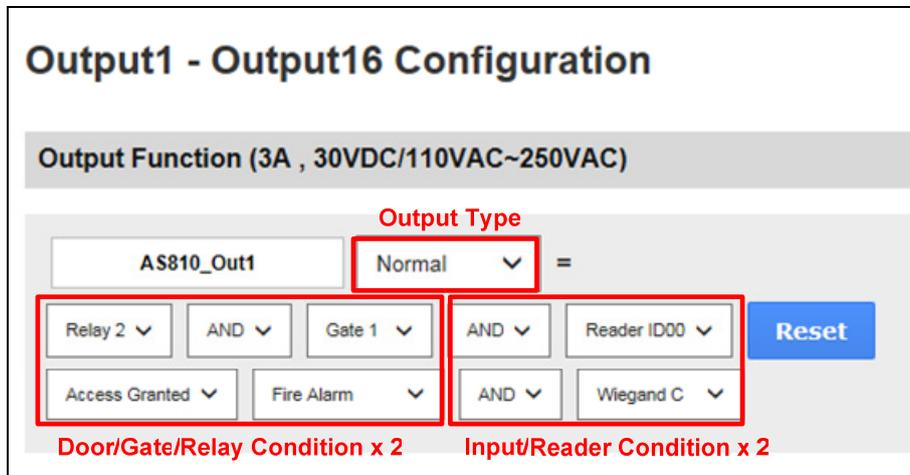 Output1 - Output16 Configuration
Output Function (3A , 30VDC/110VAC~250VAC)
Output Type
AS810_Out1 Normal =
Relay 2 AND Gate 1 AND Reader ID00 Reset
Access Granted Fire Alarm AND Wiegand C
Door/Gate/Relay Condition x 2 Input/Reader Condition x 2